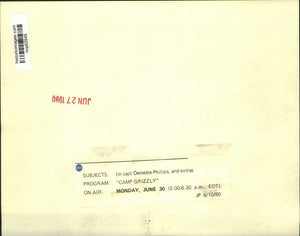 JUN 27 1980
SUBJECTS: (in cap) Demetre Phillips, and extras
PROGRAM: "CAMP GRIZZLY"
ON AIR: MONDAY, JUNE 30 (8:00-8:30 p.m., EDT)
JP 6/10/80